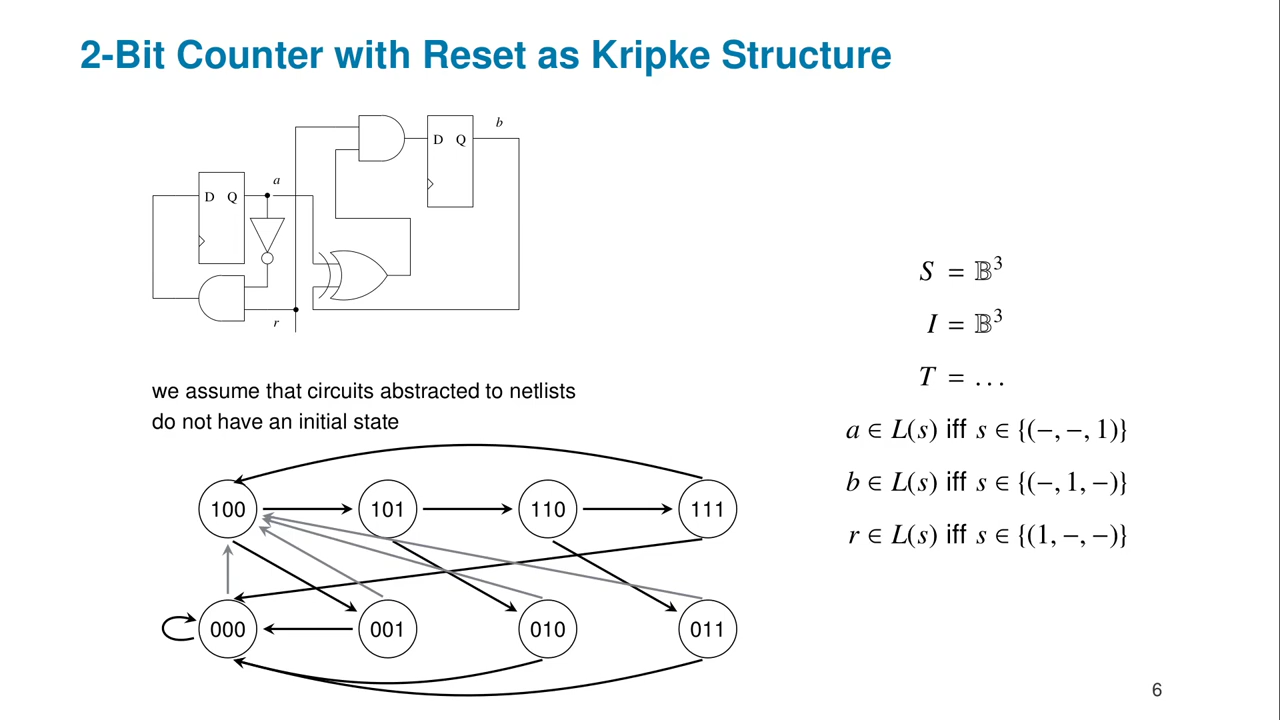 2-Bit Counter with Reset as Kripke Structure
b
D Q
a
D Q
r
S = 𝔹³
I = 𝔹³
T = ...
we assume that circuits abstracted to netlists
do not have an initial state
a ∈ L(s) iff s ∈ {(−, −, 1)}
b ∈ L(s) iff s ∈ {(−, 1, −)}
r ∈ L(s) iff s ∈ {(1, −, −)}
100 101 110 111
000 001 010 011
6